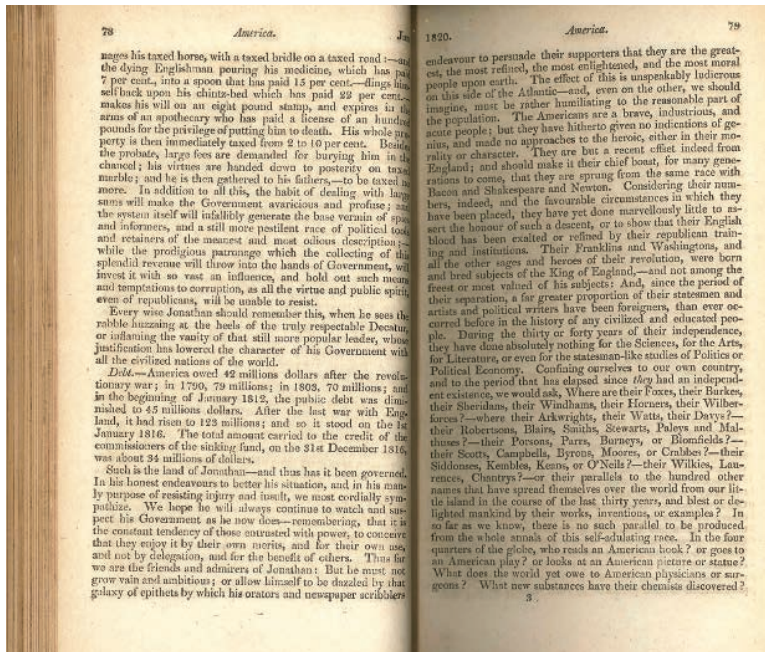 78
America.
Ja
nages his taxed horse, with a taxed bridle on a taxed road :—and
the dying Englishman pouring his medicine, which has paid
7 per cent., into a spoon that has paid 15 per cent.—flings him-
self back upon his chintz-bed which has paid 22 per cent.—
makes his will on an eight pound stamp, and expires in the
arms of an apothecary who has paid a license of an hundred
pounds for the privilege of putting him to death. His whole pro
perty is then immediately taxed from 2 to 10 per cent. Besides
the probate, large fees are demanded for burying him in the
chancel; his virtues are handed down to posterity on taxed
marble; and he is then gathered to his fathers,—to be taxed no
more. In addition to all this, the habit of dealing with large
sums will make the Government avaricious and profuse; and
the system itself will infallibly generate the base vermin of spies
and informers, and a still more pestilent race of political tools
and retainers of the meanest and most odious description;—
while the prodigious patronage which the collecting of this
splendid revenue will throw into the hands of Government, will
invest it with so vast an influence, and hold out such means
and temptations to corruption, as all the virtue and public spirit,
even of republicans, will be unable to resist.
Every wise Jonathan should remember this, when he sees the
rabble huzzaing at the heels of the truly respectable Decatur,
or inflaming the vanity of that still more popular leader, whose
justification has lowered the character of his Government with
all the civilized nations of the world.
Debt.—America owed 42 millions dollars after the revolu-
tionary war; in 1790, 79 millions; in 1803, 70 millions; and
in the beginning of January 1812, the public debt was dimi-
nished to 45 millions dollars. After the last war with Eng-
land, it had risen to 123 millions; and so it stood on the 1st
January 1816. The total amount carried to the credit of the
commissioners of the sinking fund, on the 31st December 1816,
was about 34 millions of dollars.
Such is the land of Jonathan—and thus has it been governed.
In his honest endeavours to better his situation, and in his man-
ly purpose of resisting injury and insult, we most cordially sym-
pathize. We hope he will always continue to watch and sus-
pect his Government as he now does—remembering, that it is
the constant tendency of those entrusted with power, to conceive
that they enjoy it by their own merits, and for their own use,
and not by delegation, and for the benefit of others. Thus far
we are the friends and admirers of Jonathan: But he must not
grow vain and ambitious; or allow himself to be dazzled by that
galaxy of epithets by which his orators and newspaper scribblers
1820.
America.
79
endeavour to persuade their supporters that they are the great-
est, the most refined, the most enlightened, and the most moral
people upon earth. The effect of this is unspeakably ludicrous
on this side of the Atlantic—and, even on the other, we should
imagine, must be rather humiliating to the reasonable part of
the population. The Americans are a brave, industrious, and
acute people; but they have hitherto given no indications of ge-
nius, and made no approaches to the heroic, either in their mo-
rality or character. They are but a recent offset indeed from
England; and should make it their chief boast, for many gene-
rations to come, that they are sprung from the same race with
Bacon and Shakespeare and Newton. Considering their num-
bers, indeed, and the favourable circumstances in which they
have been placed, they have yet done marvellously little to as-
sert the honour of such a descent, or to show that their English
blood has been exalted or refined by their republican train-
ing and institutions. Their Franklins and Washingtons, and
all the other sages and heroes of their revolution, were born
and bred subjects of the King of England,—and not among the
freest or most valued of his subjects: And, since the period of
their separation, a far greater proportion of their statesmen and
artists and political writers have been foreigners, than ever oc-
curred before in the history of any civilized and educated peo-
ple. During the thirty or forty years of their independence,
they have done absolutely nothing for the Sciences, for the Arts,
for Literature, or even for the statesman-like studies of Politics or
Political Economy. Confining ourselves to our own country,
and to the period that has elapsed since they had an independ-
ent existence, we would ask, Where are their Foxes, their Burkes,
their Sheridans, their Windhams, their Horners, their Wilber-
forces?—where their Arkwrights, their Watts, their Davys?—
their Robertsons, Blairs, Smiths, Stewarts, Paleys and Mal-
thuses?—their Porsons, Parrs, Burneys, or Blomfields?—
their Scotts, Campbells, Byrons, Moores, or Crabbes?—their
Siddonses, Kembles, Keans, or O'Neils?—their Wilkies, Lau-
rences, Chantrys?—or their parallels to the hundred other
names that have spread themselves over the world from our lit-
tle island in the course of the last thirty years, and blest or de-
lighted mankind by their works, inventions, or examples? In
so far as we know, there is no such parallel to be produced
from the whole annals of this self-adulating race. In the four
quarters of the globe, who reads an American book? or goes to
an American play? or looks at an American picture or statue?
What does the world yet owe to American physicians or sur-
geons? What new substances have their chemists discovered?
3